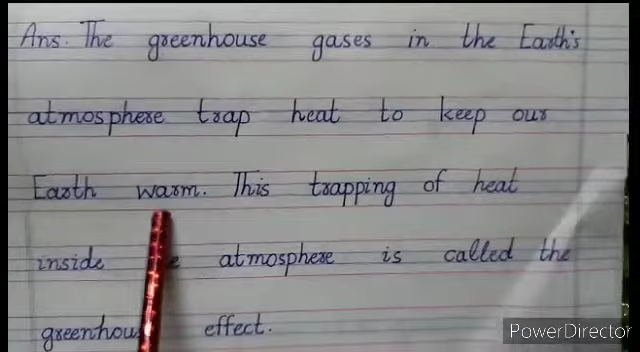 Ans. The greenhouse gases in the Earth's
atmosphere trap heat to keep our
Earth warm. This trapping of heat
inside atmosphere is called the
effect.
PowerDirector